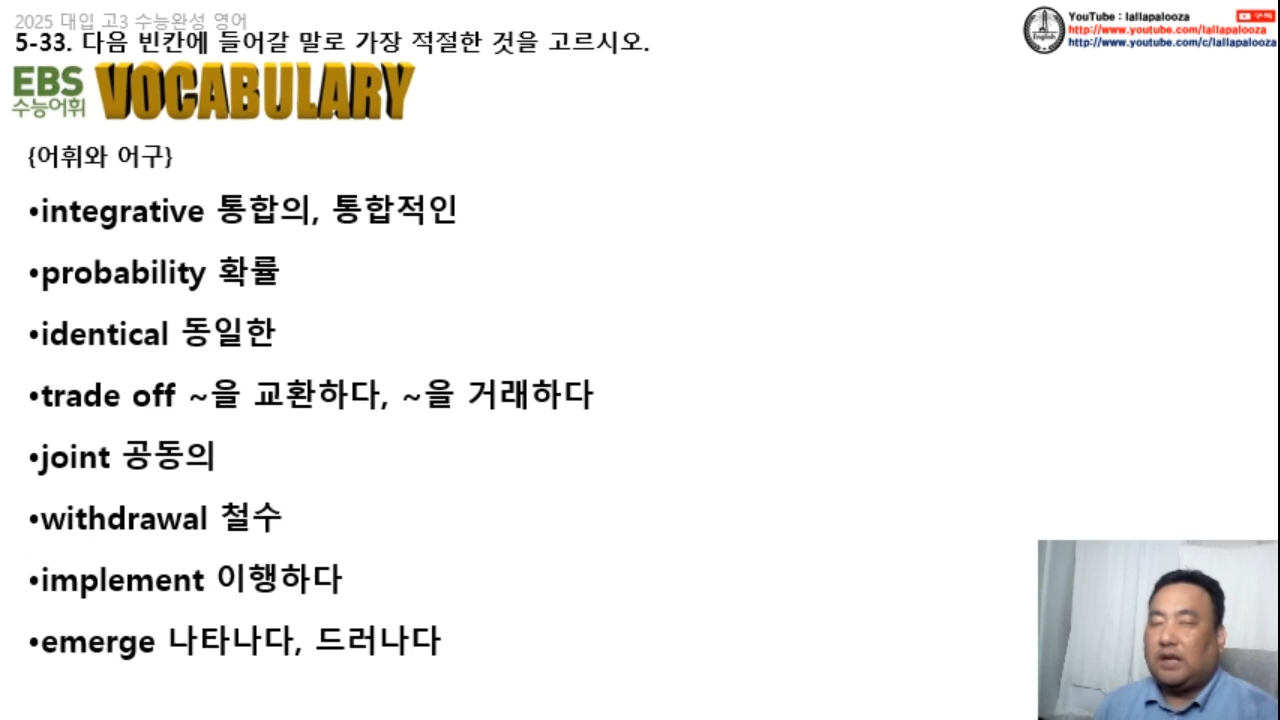 2025 대입 고3 수능완성 영어
5-33. 다음 빈칸에 들어갈 말로 가장 적절한 것을 고르시오.
YouTube : lallapalooza
구독
http://www.youtube.com/lallapalooza
http://www.youtube.com/c/lallapalooza
English
EBS
수능어휘
VOCABULARY
{어휘와 어구}
•integrative 통합의, 통합적인
•probability 확률
•identical 동일한
•trade off ~을 교환하다, ~을 거래하다
•joint 공동의
•withdrawal 철수
•implement 이행하다
•emerge 나타나다, 드러나다